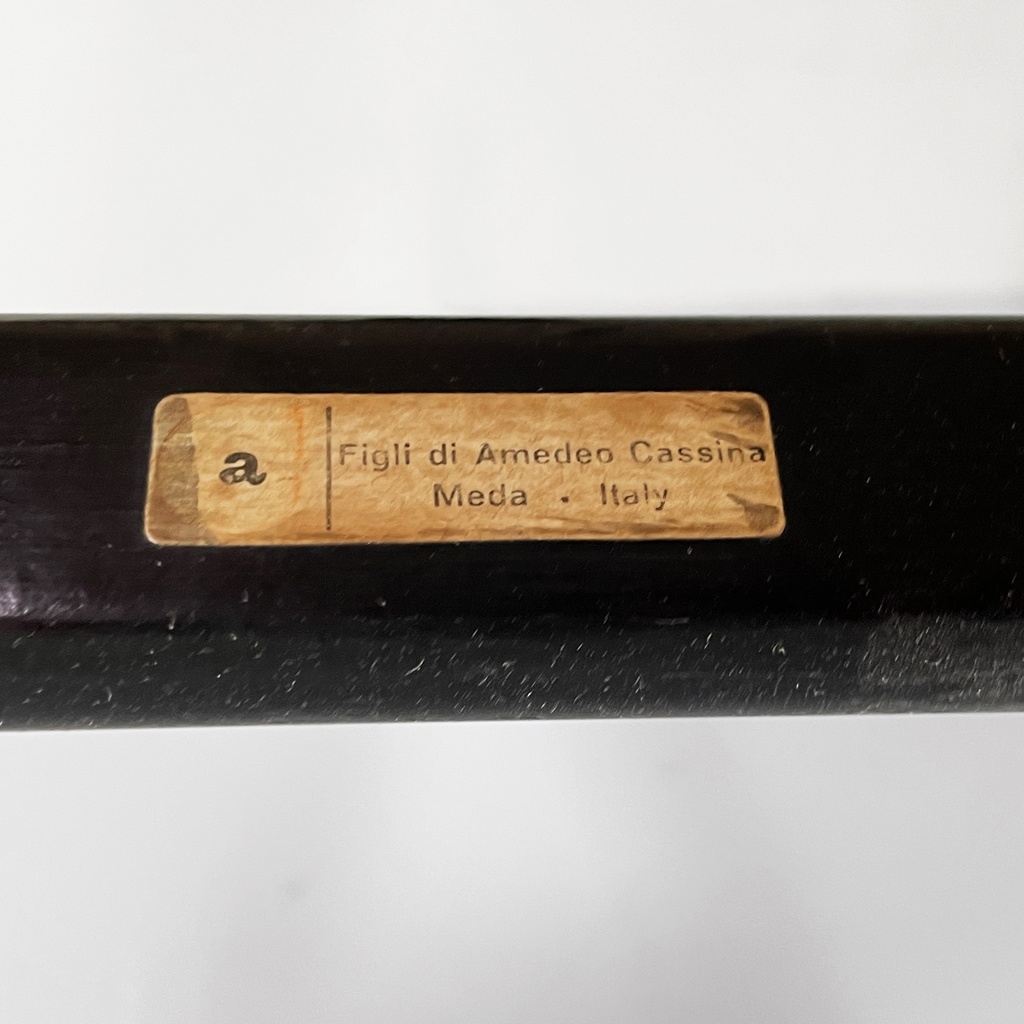 a
Figli di Amedeo Cassina
Meda . Italy